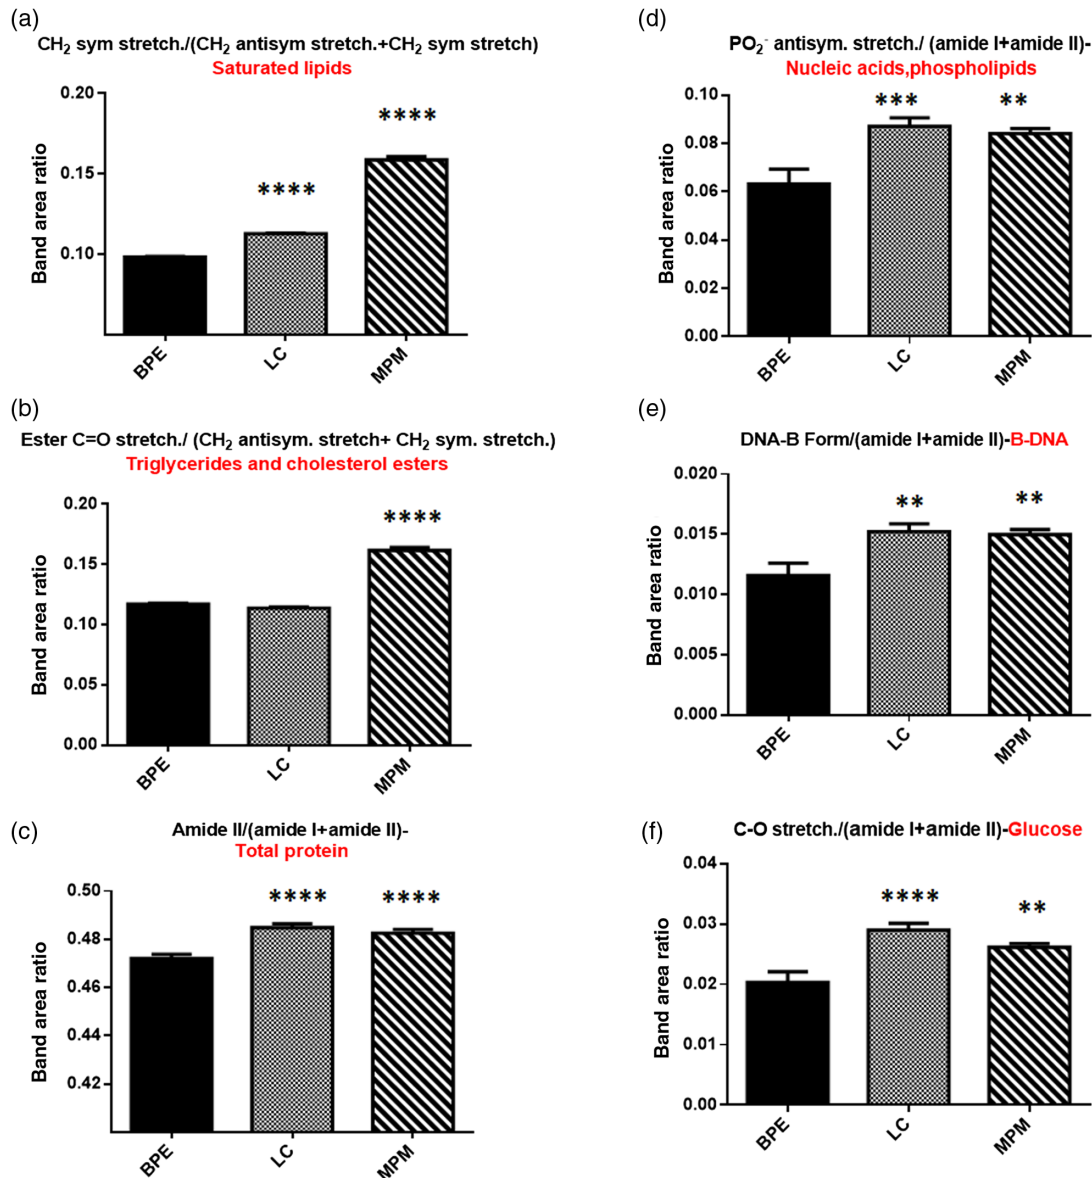 (a)
CH₂ sym stretch./(CH₂ antisym stretch.+CH₂ sym stretch)
Saturated lipids
Band area ratio
0.20
0.15
0.10
****
****
BPE
LC
MPM
(b)
Ester C=O stretch./ (CH₂ antisym. stretch+ CH₂ sym. stretch.)
Triglycerides and cholesterol esters
Band area ratio
0.20
0.15
0.10
0.05
0.00
****
BPE
LC
MPM
(c)
Amide II/(amide I+amide II)-
Total protein
Band area ratio
0.50
0.48
0.46
0.44
0.42
****
****
BPE
LC
MPM
(d)
PO₂⁻ antisym. stretch./ (amide I+amide II)-
Nucleic acids,phospholipids
Band area ratio
0.10
0.08
0.06
0.04
0.02
0.00
***
**
BPE
LC
MPM
(e)
DNA-B Form/(amide I+amide II)-B-DNA
Band area ratio
0.020
0.015
0.010
0.005
0.000
**
**
BPE
LC
MPM
(f)
C-O stretch./(amide I+amide II)-Glucose
Band area ratio
0.04
0.03
0.02
0.01
0.00
****
**
BPE
LC
MPM